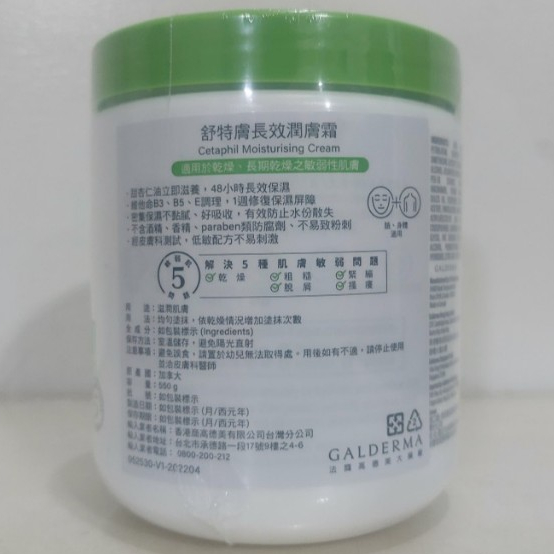 舒特膚長效潤膚霜
Cetaphil Moisturising Cream
適用於乾燥、長期乾燥之敏弱性肌膚
甜杏仁油立即滋養，48小時長效保濕
維他命B3、B5、E調理，1週修復保濕屏障
密集保濕不黏膩、好吸收，有效防止水份散失
不含酒精、香精、paraben類防腐劑、不易致粉刺
經皮膚科測試，低敏配方不易刺激
臉、身體
適用
5
解決5種肌膚敏弱問題
乾燥 粗糙 緊繃
脫屑 搔癢
用途：滋潤肌膚
用法：均勻塗抹，依乾燥情況增加塗抹次數
全成分：如包裝標示 (Ingredients)
保存方法：室溫儲存，避免陽光直射
注意事項：避免誤食，請置於幼兒無法取得處。用後如有不適，請停止使用
並洽皮膚科醫師
原產國：加拿大
容量：550 g
批號：如包裝標示
製造日期：如包裝標示 (月/西元年)
保存期限：如包裝標示 (月/西元年)
輸入業者名稱：香港商高德美有限公司台灣分公司
輸入業者地址：台北市承德路一段17號9樓之4-6
輸入業者電話：0800-200-212
GALDERMA